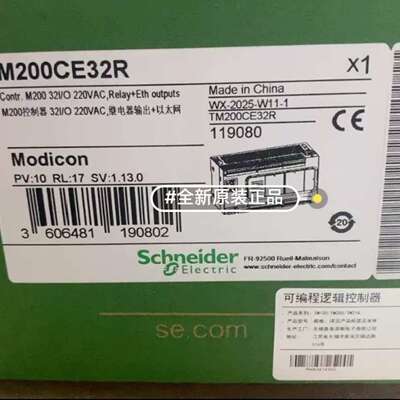 M200CE32R
X1
Contr. M200 32I/O 220VAC,Relay+Eth outputs
M200控制器 32I/O 220VAC,继电器输出+以太网
Made in China
WX-2025-W11-1
TM200CE32R
119080
Modicon
PV:10 RL:17 SV:1.13.0
#全新原装正品
3 606481 190802
20
Schneider
Electric
FR-92500 Rueil-Malmaison
www.schneider-electric.com/contact
se.com
可编程逻辑控制器